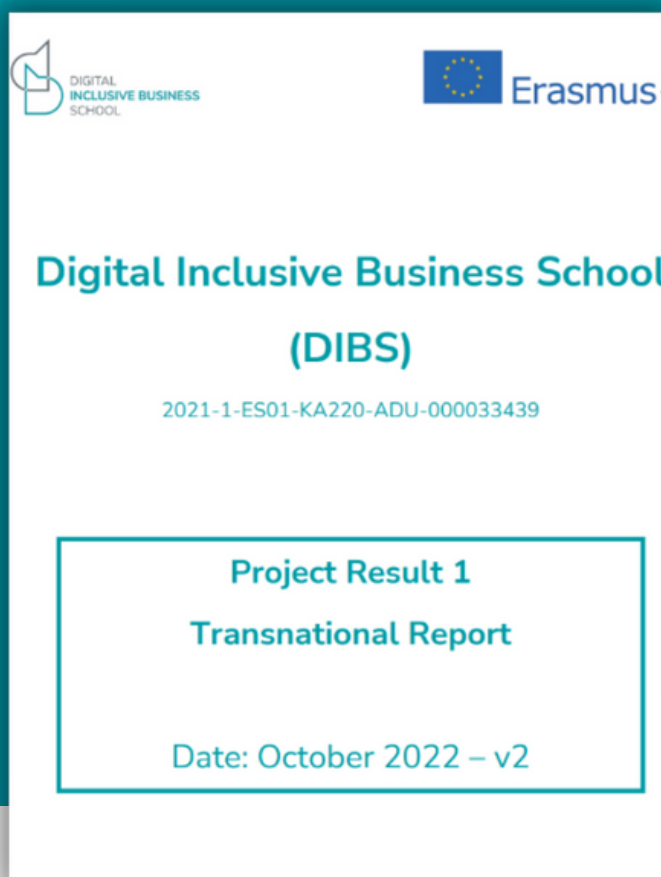 DIGITAL
INCLUSIVE BUSINESS
SCHOOL
Erasmus
Digital Inclusive Business School
(DIBS)
2021-1-ES01-KA220-ADU-000033439
Project Result 1
Transnational Report
Date: October 2022 – v2